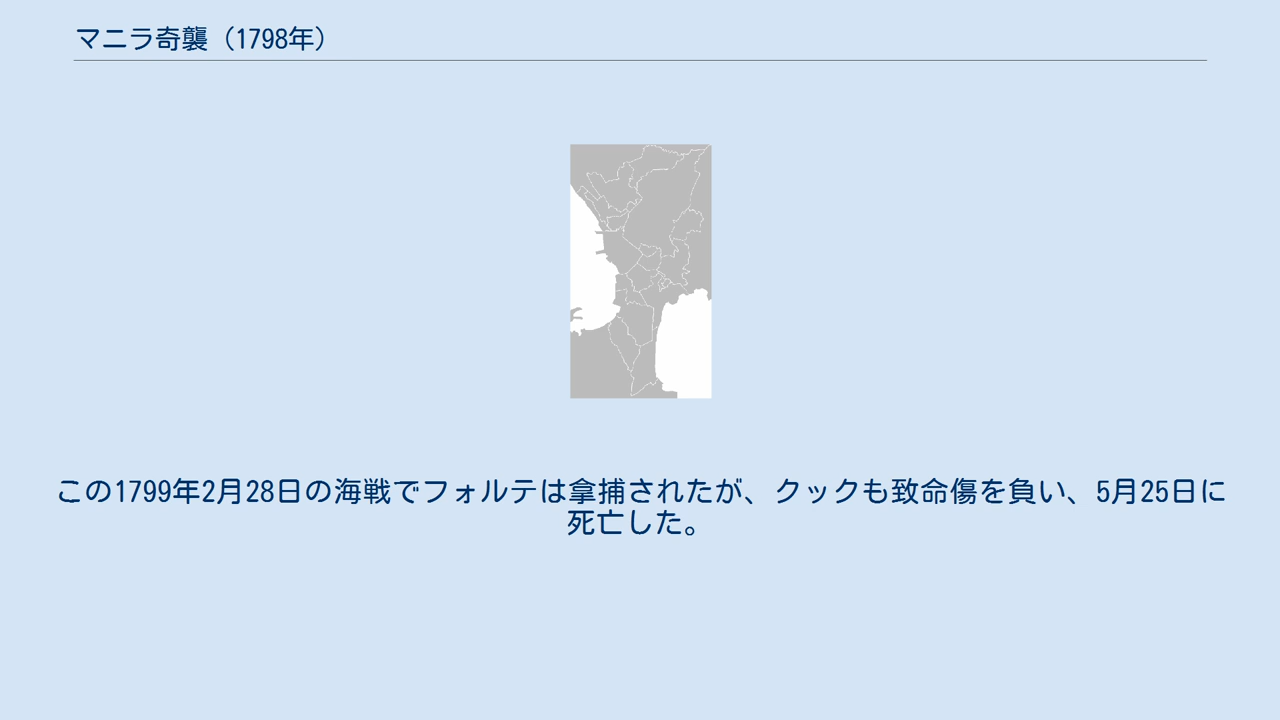 マニラ奇襲（1798年）
この1799年2月28日の海戦でフォルテは拿捕されたが、クックも致命傷を負い、5月25日に
死亡した。